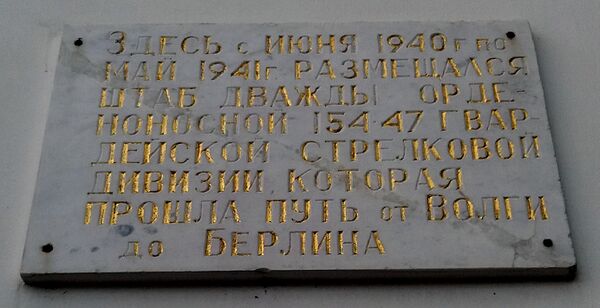 Здесь с июня 1940 г по
май 1941 г. размещался
штаб дважды орде-
ноносной 154-47 гвар-
дейской стрелковой
дивизии которая
прошла путь от Волги
до Берлина